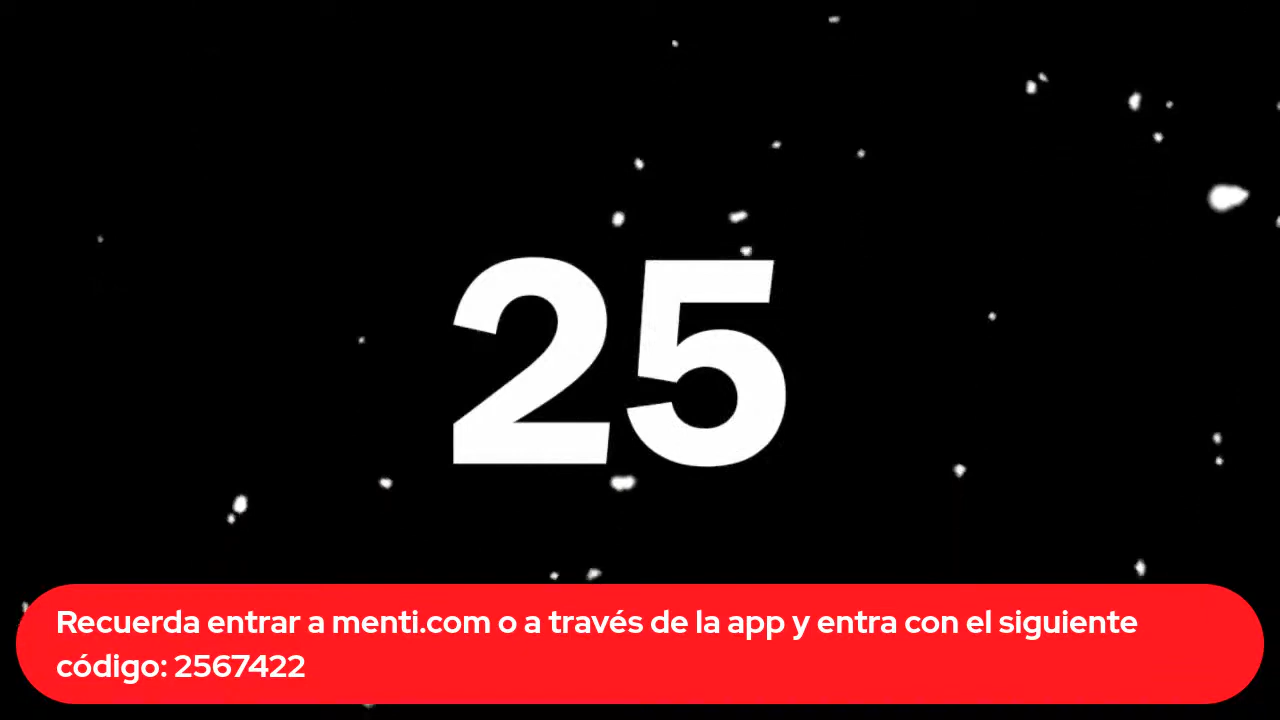 25
Recuerda entrar a menti.com o a través de la app y entra con el siguiente
código: 2567422